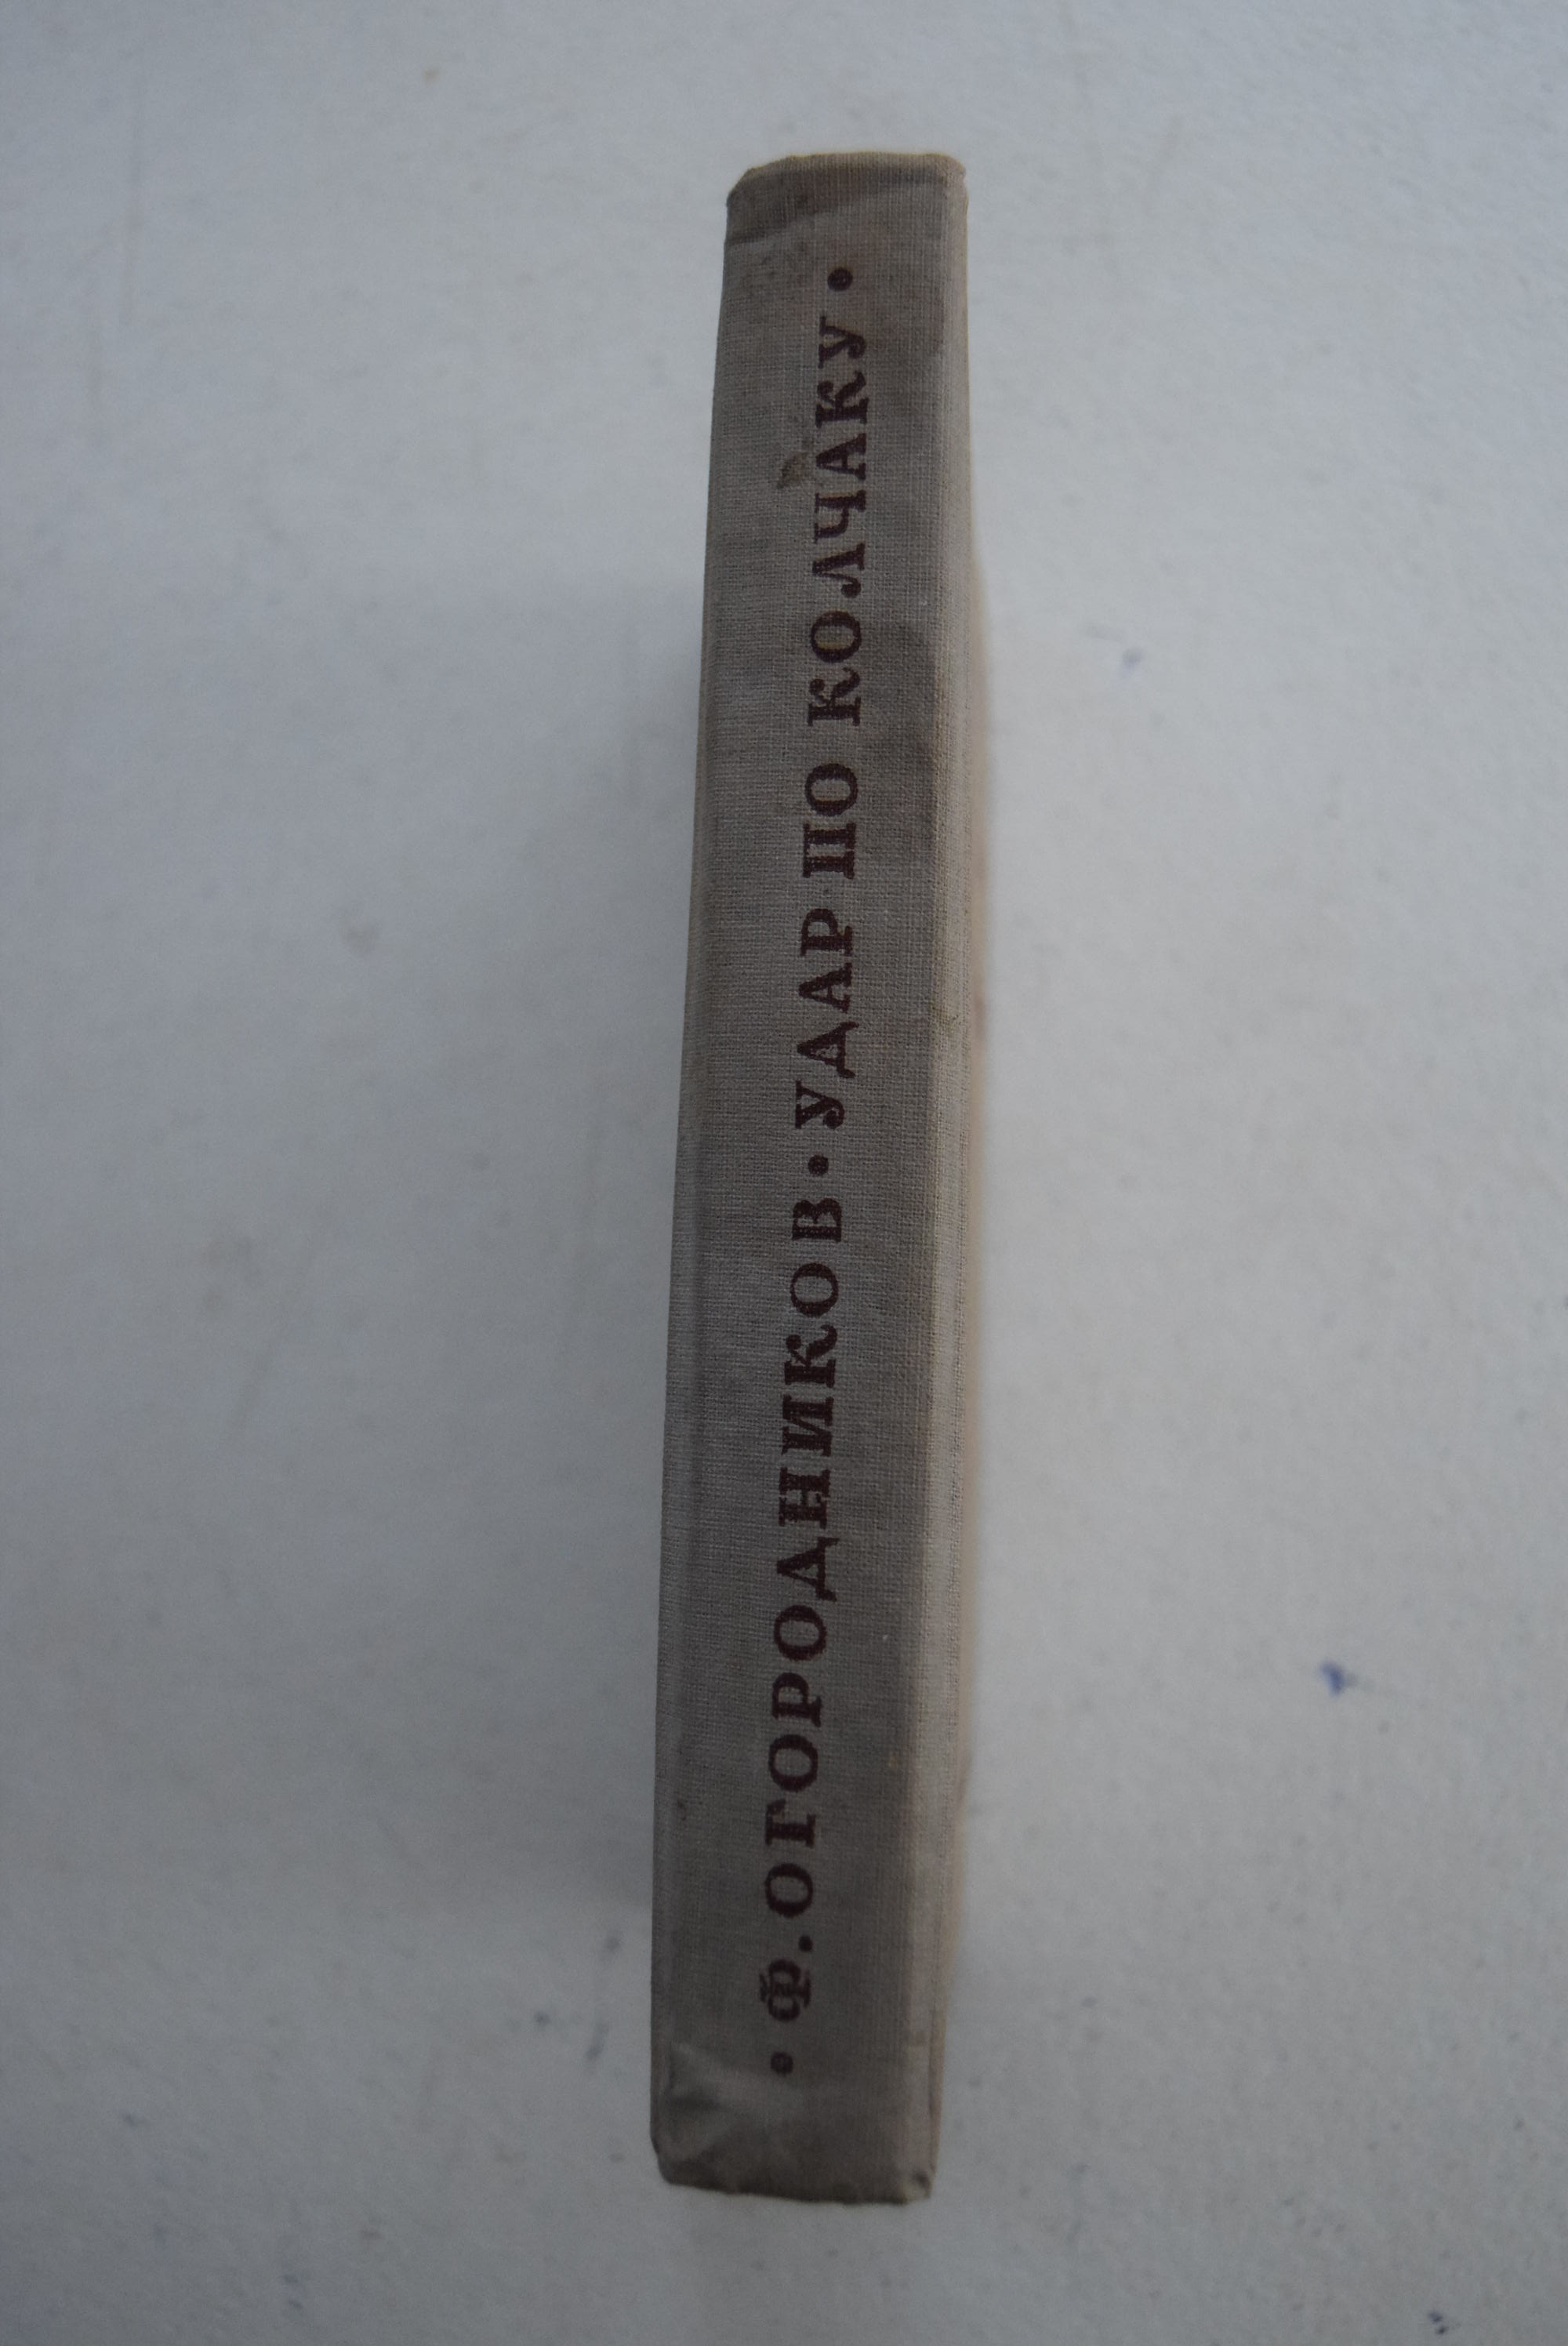 • Ф. ОГОРОДНИКОВ • УДАР ПО КОЛЧАКУ •